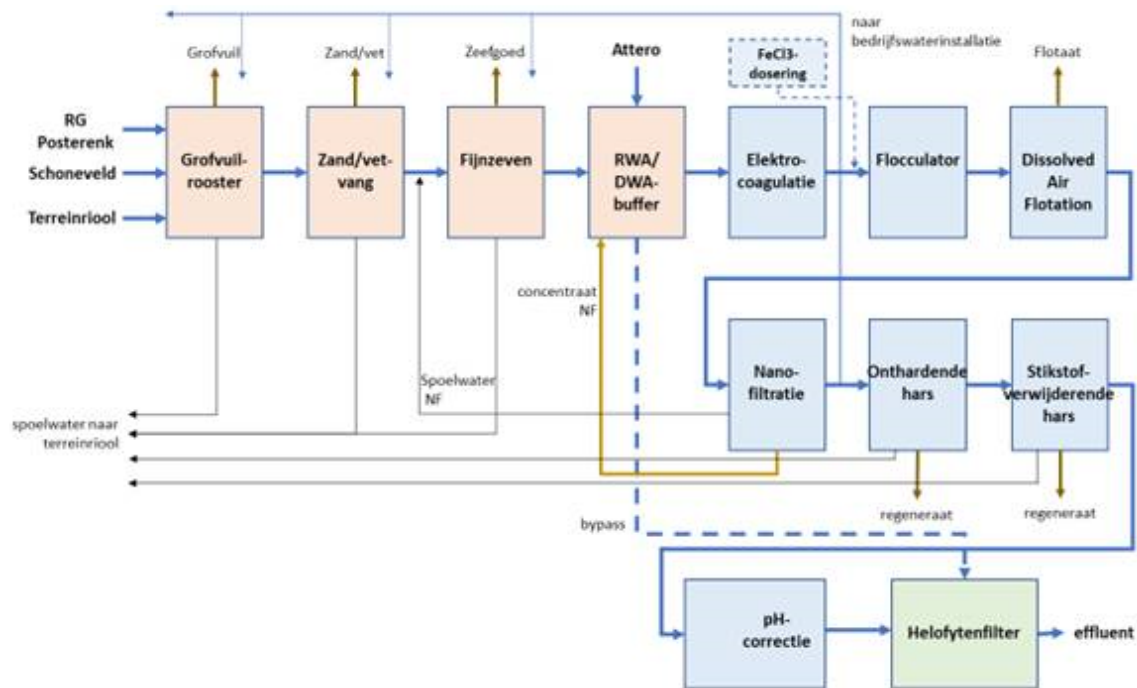 naar
bedrijfswaterinstallatie
Grofvuil
Zand/vet
Zeefgoed
Attero
FeCl3-
dosering
Flotaat
RG
Posterenk
Schoneveld
Terreinriool
Grofvuil-
rooster
Zand/vet-
vang
Fijnzeven
RWA/
DWA-
buffer
Elektro-
coagulatie
Flocculator
Dissolved
Air
Flotation
concentraat
NF
Spoelwater
NF
Nano-
filtratie
Onthardende
hars
Stikstof-
verwijderende
hars
spoelwater naar
terreinriool
regeneraat
regeneraat
bypass
pH-
correctie
Helofytenfilter
effluent